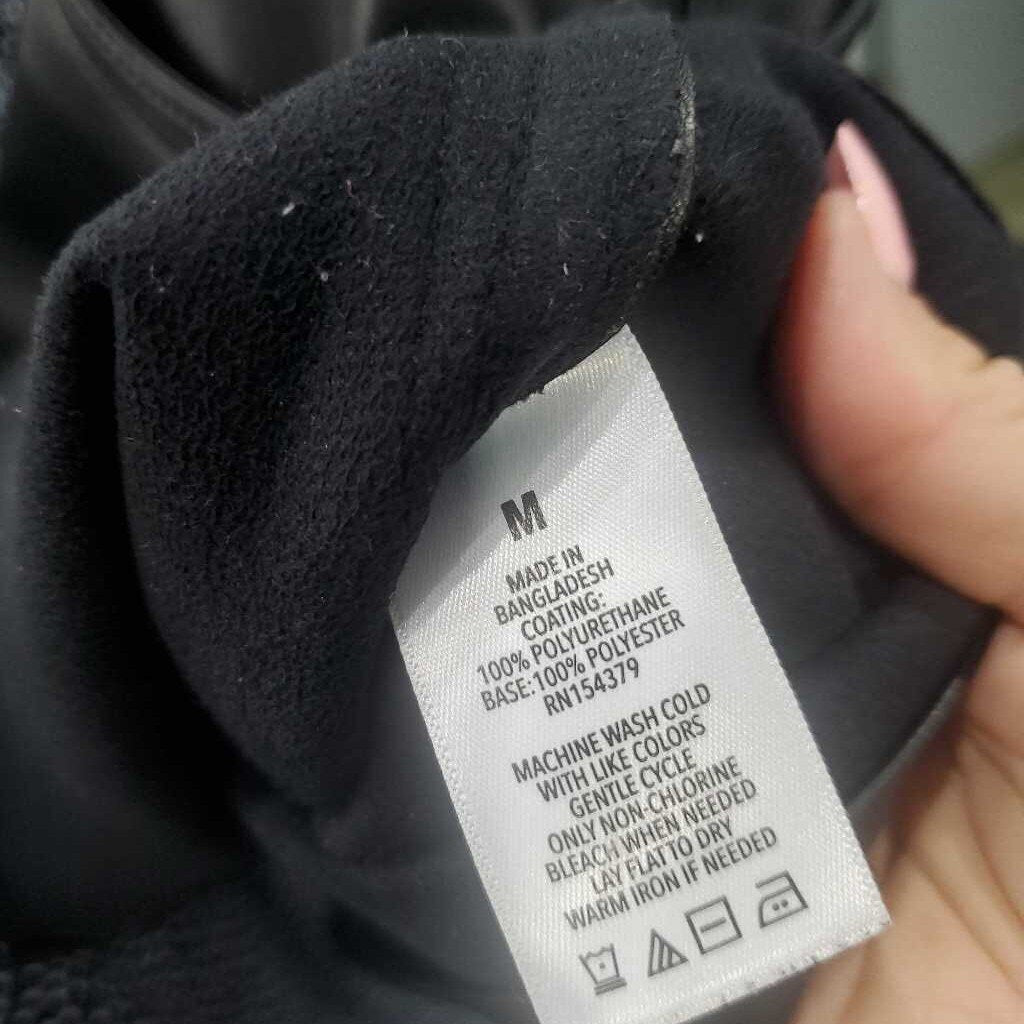 M
MADE IN
BANGLADESH
COATING:
100% POLYURETHANE
BASE:100% POLYESTER
RN154379
MACHINE WASH COLD
WITH LIKE COLORS
GENTLE CYCLE
ONLY NON-CHLORINE
BLEACH WHEN NEEDED
LAY FLAT TO DRY
WARM IRON IF NEEDED